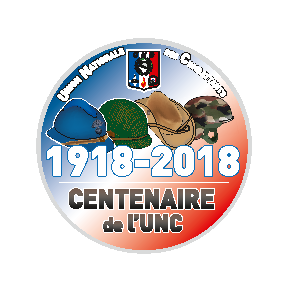 Union Nationale des Combattants
1918-2018
CENTENAIRE
de l'UNC